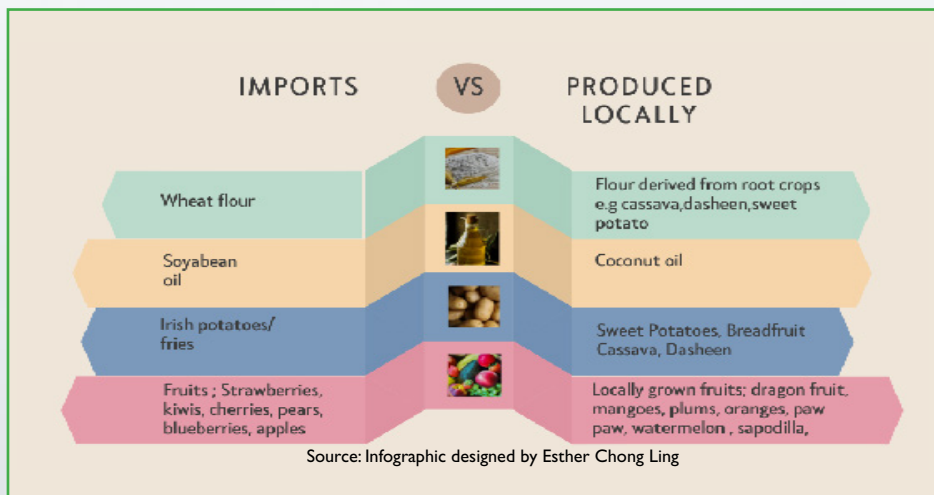 IMPORTS
VS
PRODUCED
LOCALLY
Wheat flour
Flour derived from root crops
e.g cassava,dasheen,sweet
potato
Soyabean
oil
Coconut oil
Irish potatoes/
fries
Sweet Potatoes, Breadfruit
Cassava, Dasheen
Fruits ; Strawberries,
kiwis, cherries, pears,
blueberries, apples
Locally grown fruits; dragon fruit,
mangoes, plums, oranges, paw
paw, watermelon , sapodilla,
Source: Infographic designed by Esther Chong Ling